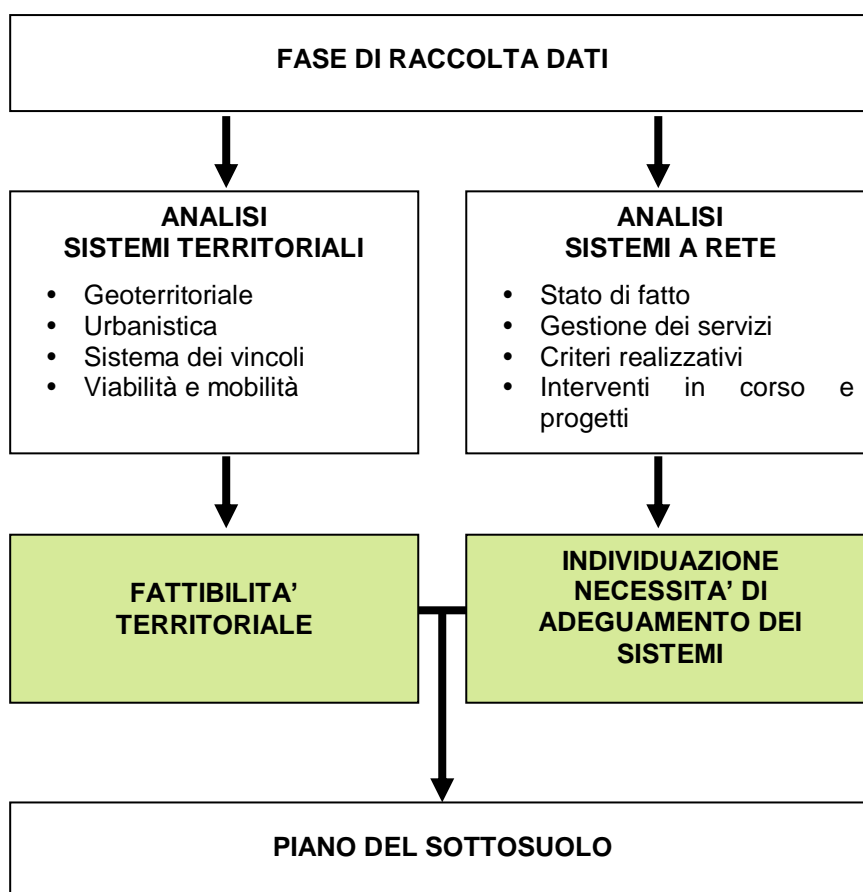 FASE DI RACCOLTA DATI
ANALISI
SISTEMI TERRITORIALI
• Geoterritoriale
• Urbanistica
• Sistema dei vincoli
• Viabilità e mobilità
ANALISI
SISTEMI A RETE
• Stato di fatto
• Gestione dei servizi
• Criteri realizzativi
• Interventi in corso e
progetti
FATTIBILITA’
TERRITORIALE
INDIVIDUAZIONE
NECESSITA’ DI
ADEGUAMENTO DEI
SISTEMI
PIANO DEL SOTTOSUOLO